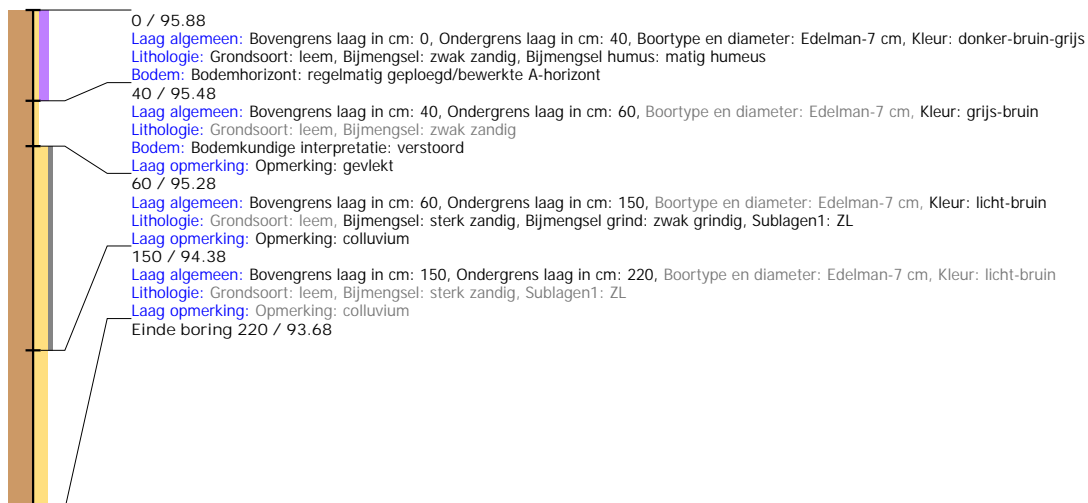 0 / 95.88
Laag algemeen: Bovengrens laag in cm: 0, Ondergrens laag in cm: 40, Boortype en diameter: Edelman-7 cm, Kleur: donker-bruin-grijs
Lithologie: Grondsoort: leem, Bijmengsel: zwak zandig, Bijmengsel humus: matig humeus
Bodem: Bodemhorizont: regelmatig geploegd/bewerkte A-horizont
40 / 95.48
Laag algemeen: Bovengrens laag in cm: 40, Ondergrens laag in cm: 60, Boortype en diameter: Edelman-7 cm, Kleur: grijs-bruin
Lithologie: Grondsoort: leem, Bijmengsel: zwak zandig
Bodem: Bodemkundige interpretatie: verstoord
Laag opmerking: Opmerking: gevlekt
60 / 95.28
Laag algemeen: Bovengrens laag in cm: 60, Ondergrens laag in cm: 150, Boortype en diameter: Edelman-7 cm, Kleur: licht-bruin
Lithologie: Grondsoort: leem, Bijmengsel: sterk zandig, Bijmengsel grind: zwak grindig, Sublagen1: ZL
Laag opmerking: Opmerking: colluvium
150 / 94.38
Laag algemeen: Bovengrens laag in cm: 150, Ondergrens laag in cm: 220, Boortype en diameter: Edelman-7 cm, Kleur: licht-bruin
Lithologie: Grondsoort: leem, Bijmengsel: sterk zandig, Sublagen1: ZL
Laag opmerking: Opmerking: colluvium
Einde boring 220 / 93.68